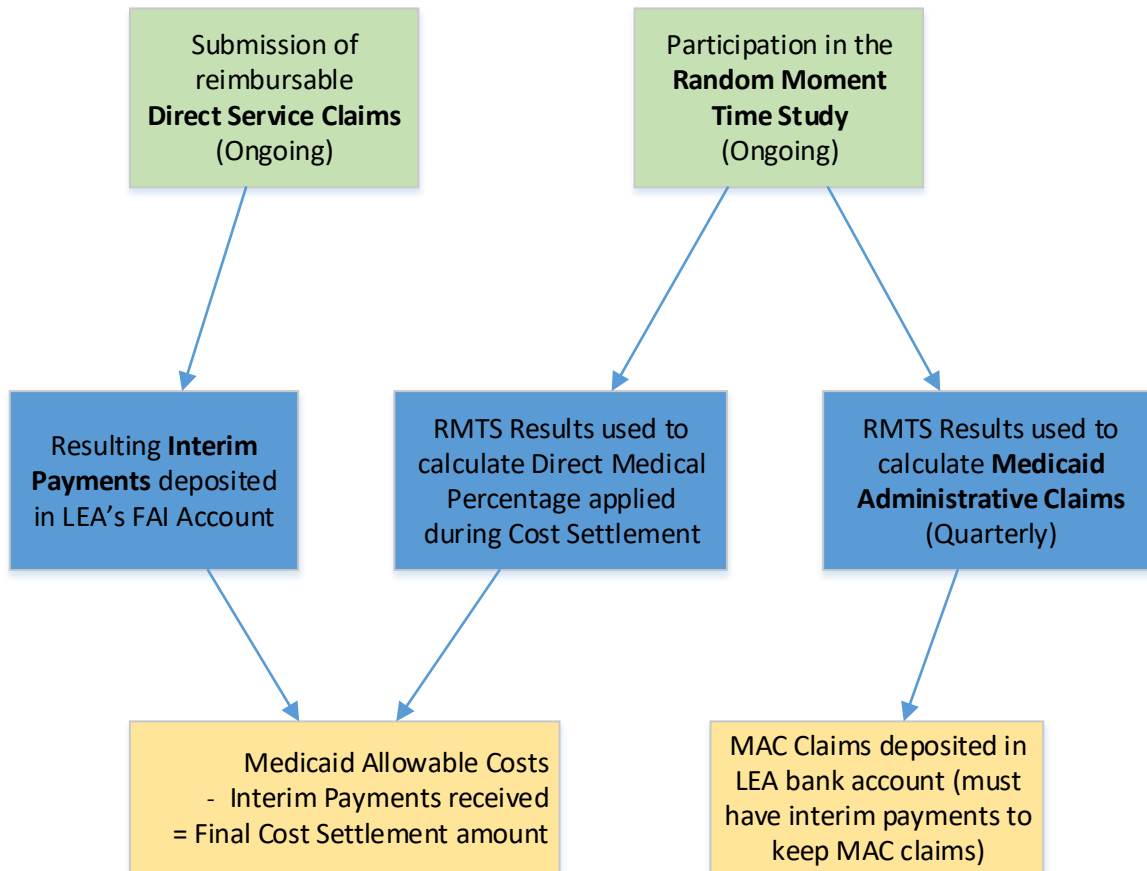 Submission of
reimbursable
Direct Service Claims
(Ongoing)
Participation in the
Random Moment
Time Study
(Ongoing)
Resulting Interim
Payments deposited
in LEA’s FAI Account
RMTS Results used to
calculate Direct Medical
Percentage applied
during Cost Settlement
RMTS Results used to
calculate Medicaid
Administrative Claims
(Quarterly)
Medicaid Allowable Costs
- Interim Payments received
= Final Cost Settlement amount
MAC Claims deposited in
LEA bank account (must
have interim payments to
keep MAC claims)